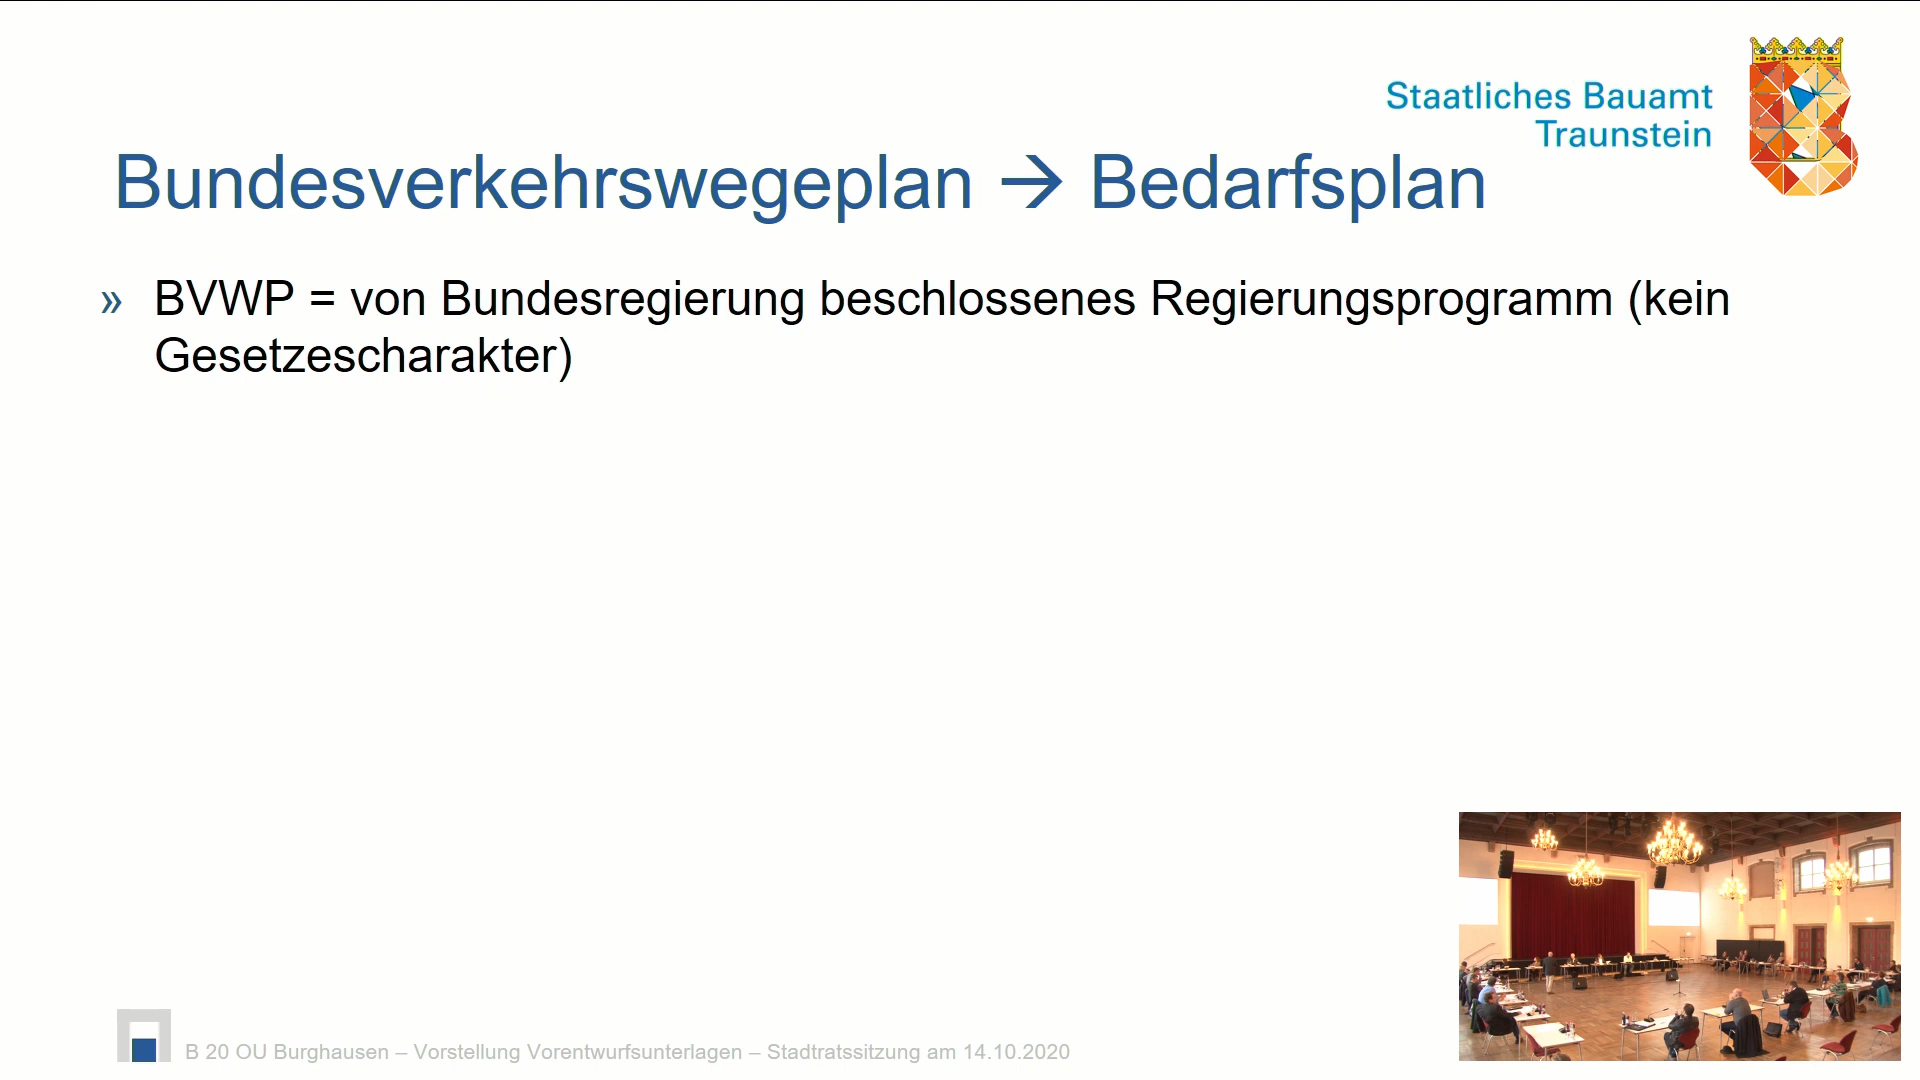 Staatliches Bauamt
Traunstein
Bundesverkehrswegeplan → Bedarfsplan
» BVWP = von Bundesregierung beschlossenes Regierungsprogramm (kein
Gesetzescharakter)
B 20 OU Burghausen – Vorstellung Vorentwurfsunterlagen – Stadtratssitzung am 14.10.2020